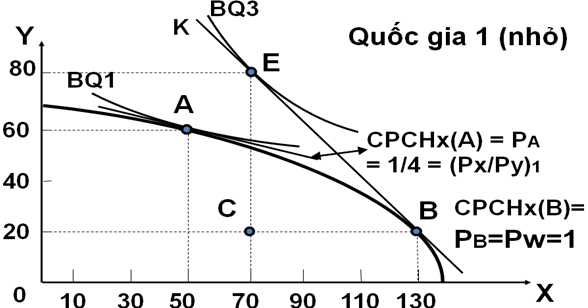 BQ3
K
Y
Quốc gia 1 (nhỏ)
E
80
BQ1
A
60
CPCHx(A) = PA
= 1/4 = (Px/Py)1
40
C
B
CPCHx(B)=
PB=Pw=1
20
0
10 30 50 70 90 110 130
X